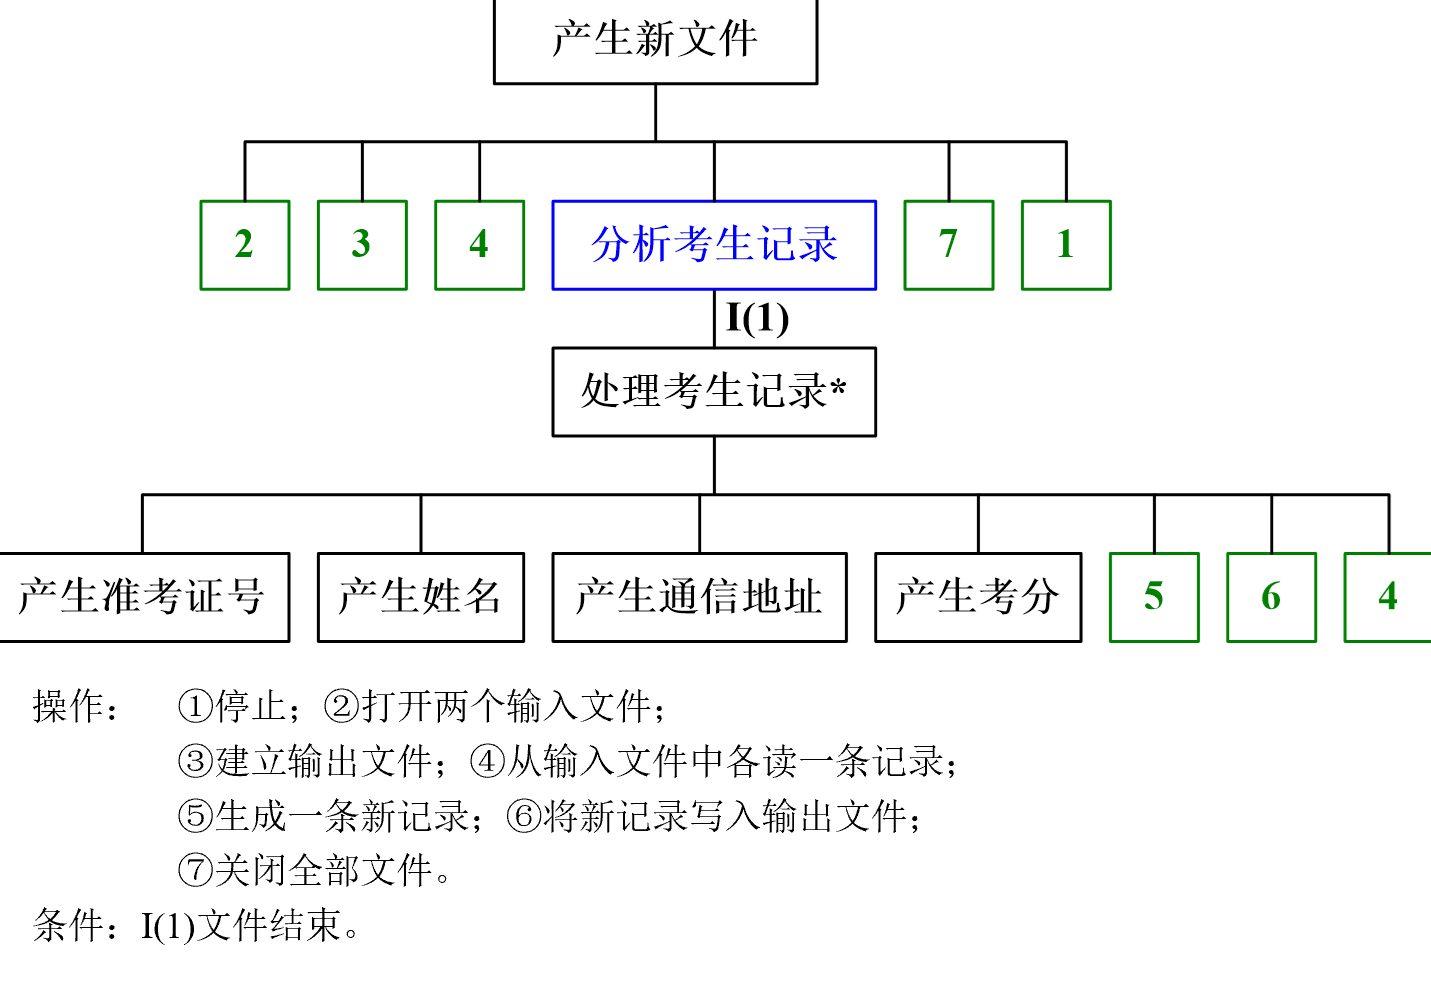 产生新文件
2 3 4 分析考生记录 7 1
I(1)
处理考生记录*
产生准考证号 产生姓名 产生通信地址 产生考分 5 6 4
操作： ①停止；②打开两个输入文件；
③建立输出文件；④从输入文件中各读一条记录；
⑤生成一条新记录；⑥将新记录写入输出文件；
⑦关闭全部文件。
条件：I(1)文件结束。